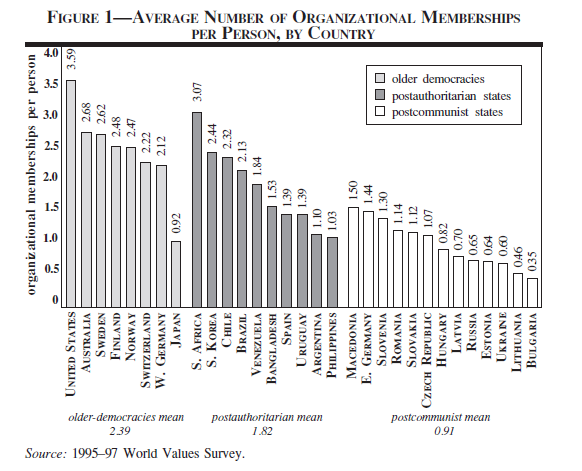 FIGURE 1—AVERAGE NUMBER OF ORGANIZATIONAL MEMBERSHIPS
PER PERSON, BY COUNTRY
organizational memberships per person
4.0
3.5
3.0
2.5
2.0
1.5
1.0
0.5
0
older democracies
postauthoritarian states
postcommunist states
3.59
2.68
2.62
2.48
2.47
2.22
2.12
0.92
3.07
2.44
2.32
2.13
1.84
1.53
1.39
1.39
1.10
1.03
1.50
1.44
1.30
1.14
1.12
1.07
0.82
0.70
0.65
0.64
0.60
0.46
0.35
UNITED STATES
AUSTRALIA
SWEDEN
FINLAND
NORWAY
SWITZERLAND
W. GERMANY
JAPAN
S. AFRICA
S. KOREA
CHILE
BRAZIL
VENEZUELA
BANGLADESH
SPAIN
URUGUAY
ARGENTINA
PHILIPPINES
MACEDONIA
E. GERMANY
SLOVENIA
ROMANIA
SLOVAKIA
CZECH REPUBLIC
HUNGARY
LATVIA
RUSSIA
ESTONIA
UKRAINE
LITHUANIA
BULGARIA
older-democracies mean
2.39
postauthoritarian mean
1.82
postcommunist mean
0.91
Source: 1995–97 World Values Survey.